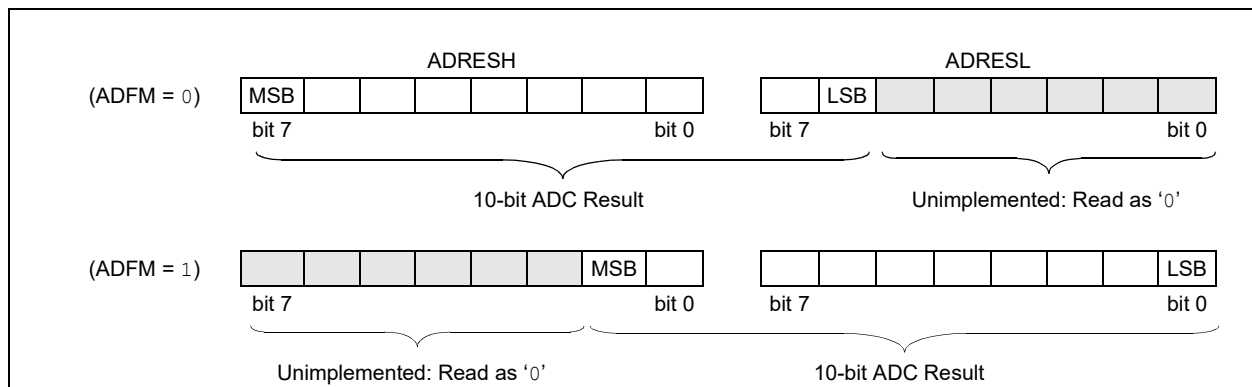 ADRESH ADRESL
(ADFM = 0) MSB LSB
bit 7 bit 0 bit 7 bit 0
10-bit ADC Result Unimplemented: Read as ‘0’
(ADFM = 1) MSB LSB
bit 7 bit 0 bit 7 bit 0
Unimplemented: Read as ‘0’ 10-bit ADC Result